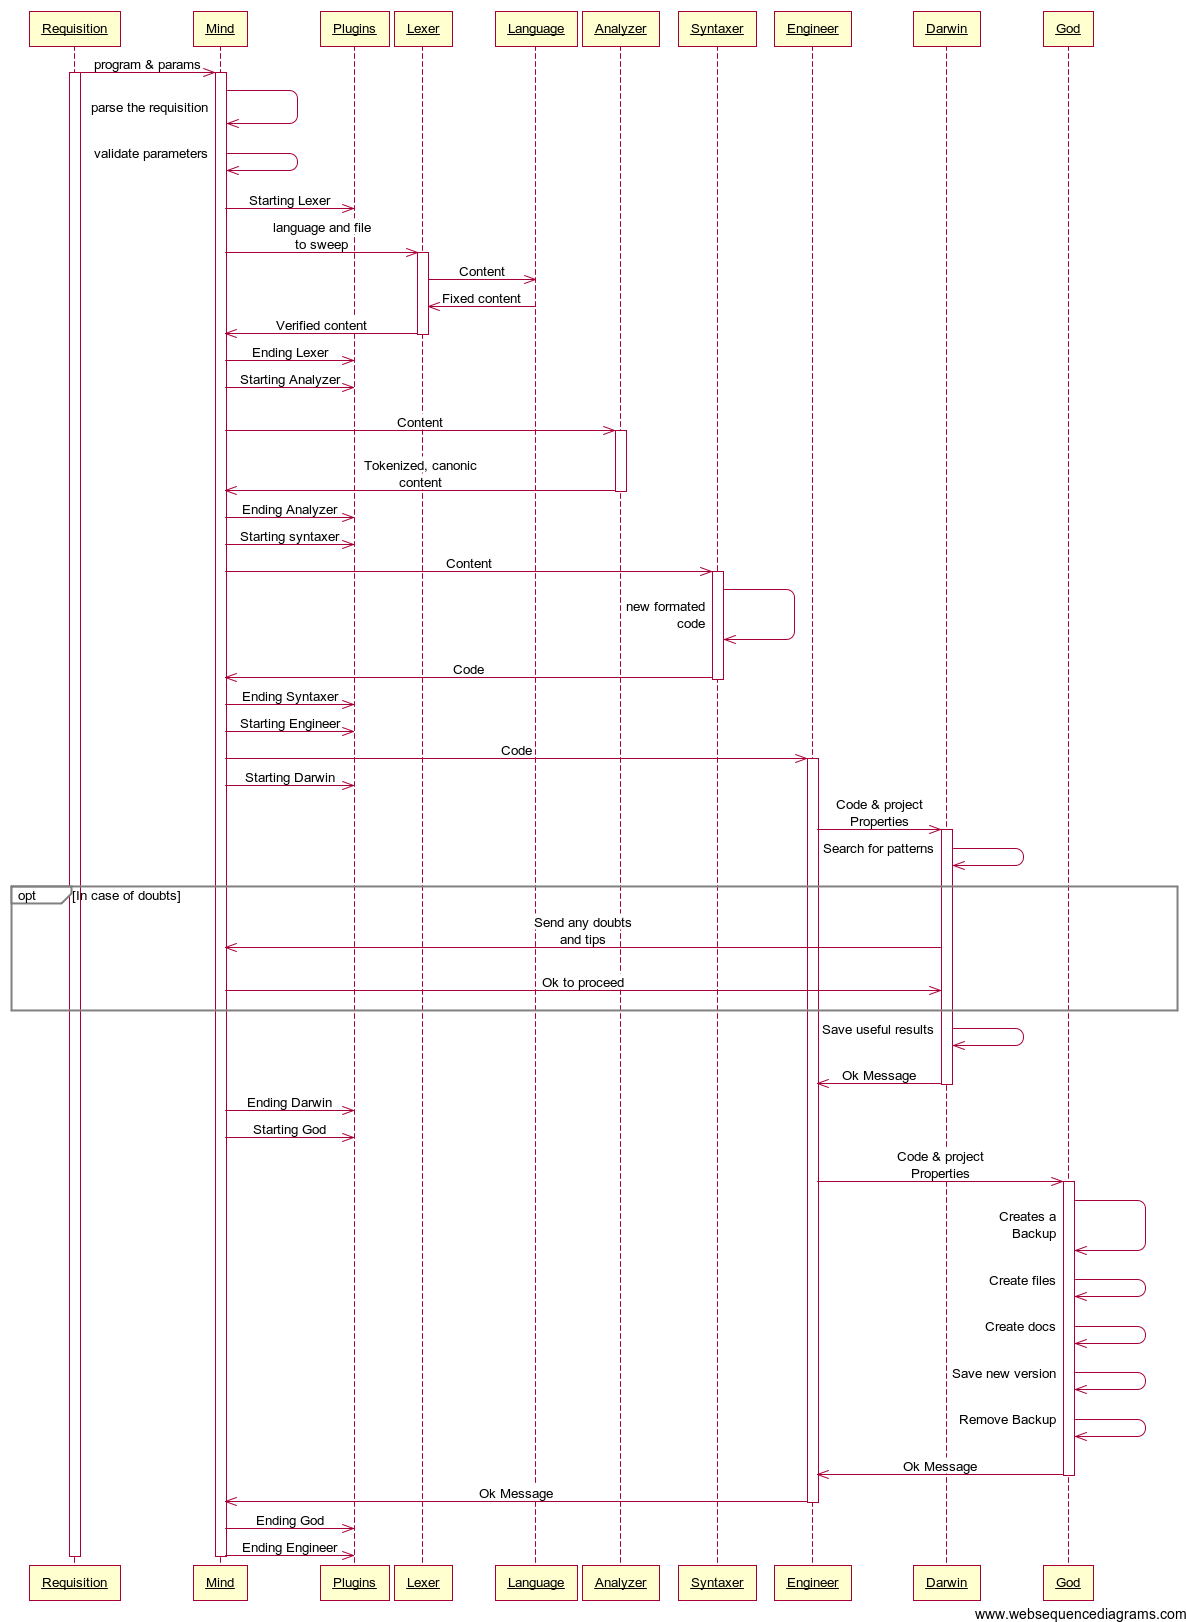 Requisition
Mind
Plugins
Lexer
Language
Analyzer
Syntaxer
Engineer
Darwin
God
program & params
parse the requisition
validate parameters
Starting Lexer
language and file
to sweep
Content
Fixed content
Verified content
Ending Lexer
Starting Analyzer
Content
Tokenized, canonic
content
Ending Analyzer
Starting syntaxer
Content
new formated
code
Code
Ending Syntaxer
Starting Engineer
Code
Starting Darwin
Code & project
Properties
Search for patterns
opt
[In case of doubts]
Send any doubts
and tips
Ok to proceed
Save useful results
Ok Message
Ending Darwin
Starting God
Code & project
Properties
Creates a
Backup
Create files
Create docs
Save new version
Remove Backup
Ok Message
Ok Message
Ending God
Ending Engineer
Requisition
Mind
Plugins
Lexer
Language
Analyzer
Syntaxer
Engineer
Darwin
God
www.websequencediagrams.com